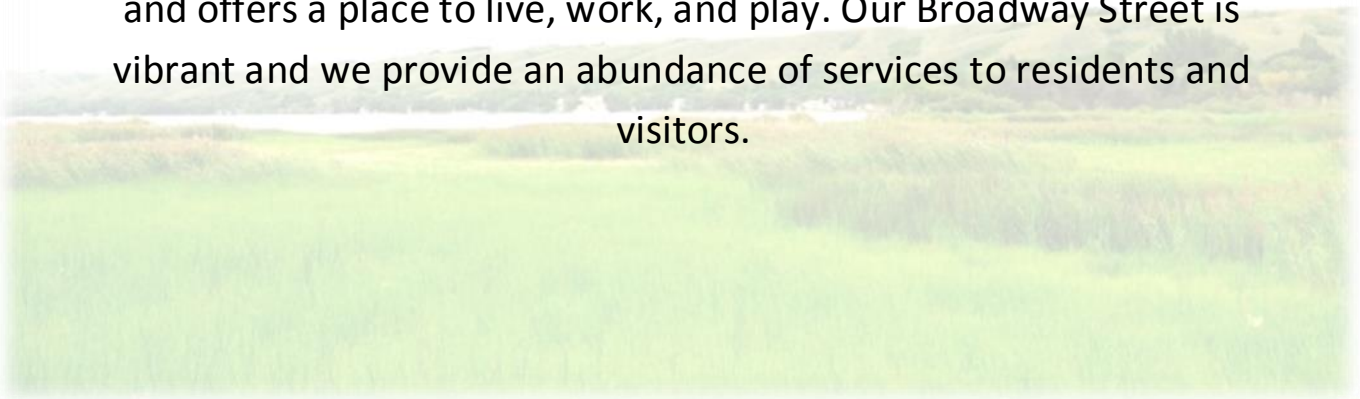 and offers a place to live, work, and play. Our Broadway Street is
vibrant and we provide an abundance of services to residents and
visitors.